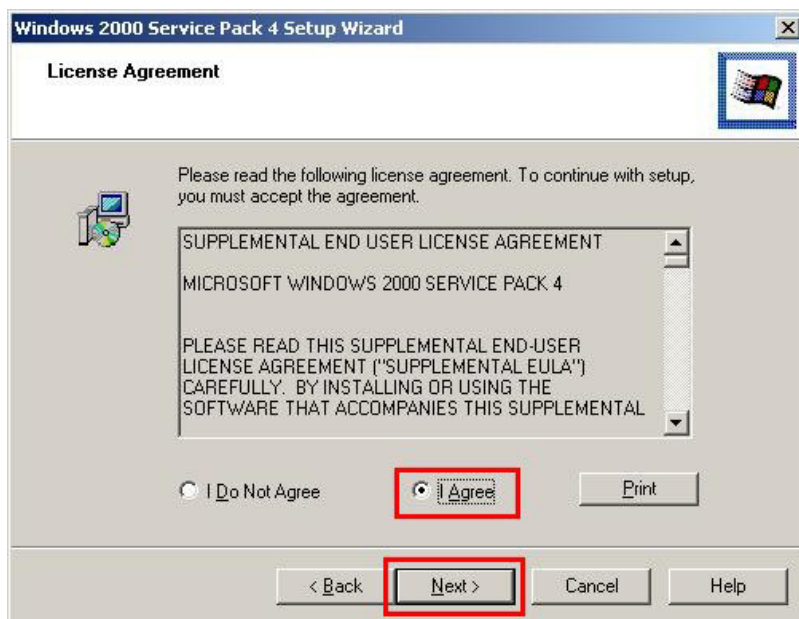 Windows 2000 Service Pack 4 Setup Wizard
License Agreement
Please read the following license agreement. To continue with setup,
you must accept the agreement.
SUPPLEMENTAL END USER LICENSE AGREEMENT
MICROSOFT WINDOWS 2000 SERVICE PACK 4
PLEASE READ THIS SUPPLEMENTAL END-USER
LICENSE AGREEMENT ("SUPPLEMENTAL EULA")
CAREFULLY.  BY INSTALLING OR USING THE
SOFTWARE THAT ACCOMPANIES THIS SUPPLEMENTAL
I Do Not Agree I Agree Print
< Back Next > Cancel Help